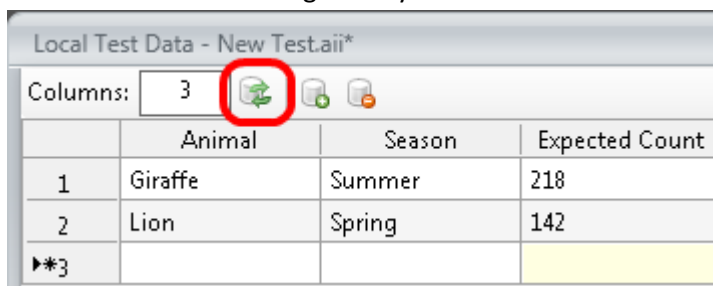 Local Test Data - New Test.aii*
Columns: 3
Animal Season Expected Count
1 Giraffe Summer 218
2 Lion Spring 142
*3